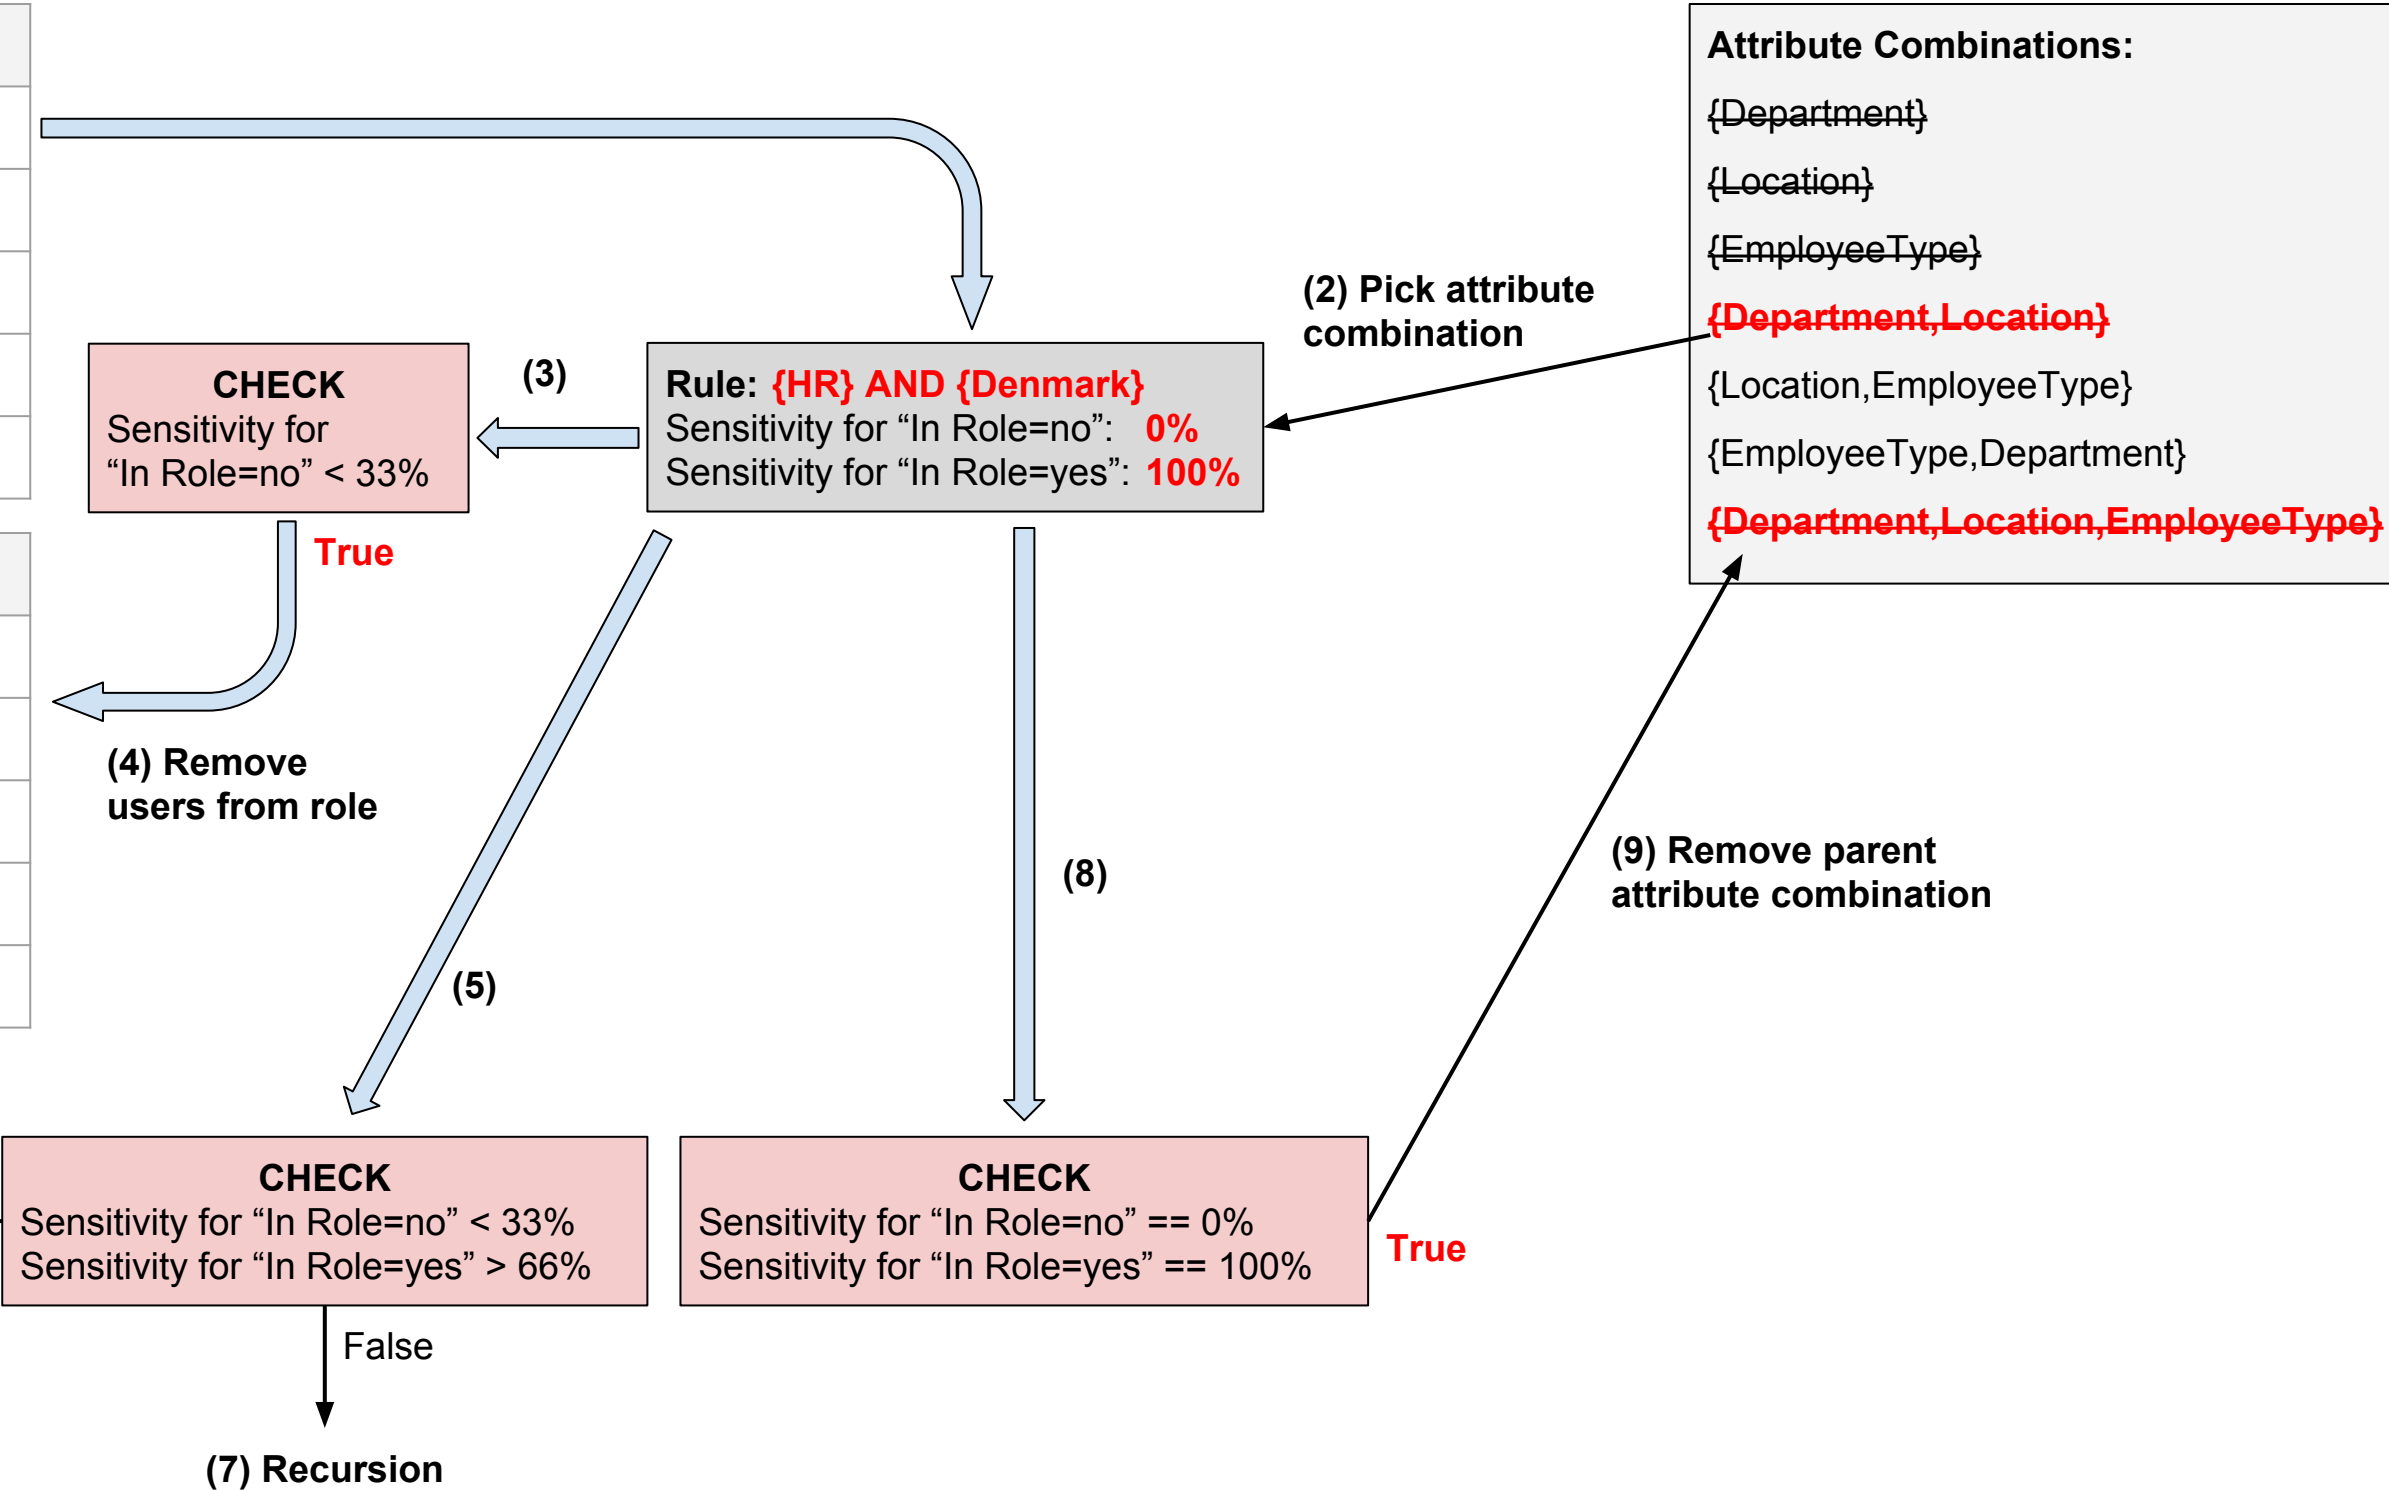 Attribute Combinations:
{Department}
{Location}
{EmployeeType}
{Department,Location}
{Location,EmployeeType}
{EmployeeType,Department}
{Department,Location,EmployeeType}
(2) Pick attribute
combination
CHECK
Sensitivity for
“In Role=no” < 33%
(3)
Rule: {HR} AND {Denmark}
Sensitivity for “In Role=no”: 0%
Sensitivity for “In Role=yes”: 100%
True
(4) Remove
users from role
(5)
(8)
(9) Remove parent
attribute combination
CHECK
Sensitivity for “In Role=no” < 33%
Sensitivity for “In Role=yes” > 66%
CHECK
Sensitivity for “In Role=no” == 0%
Sensitivity for “In Role=yes” == 100%
True
False
(7) Recursion